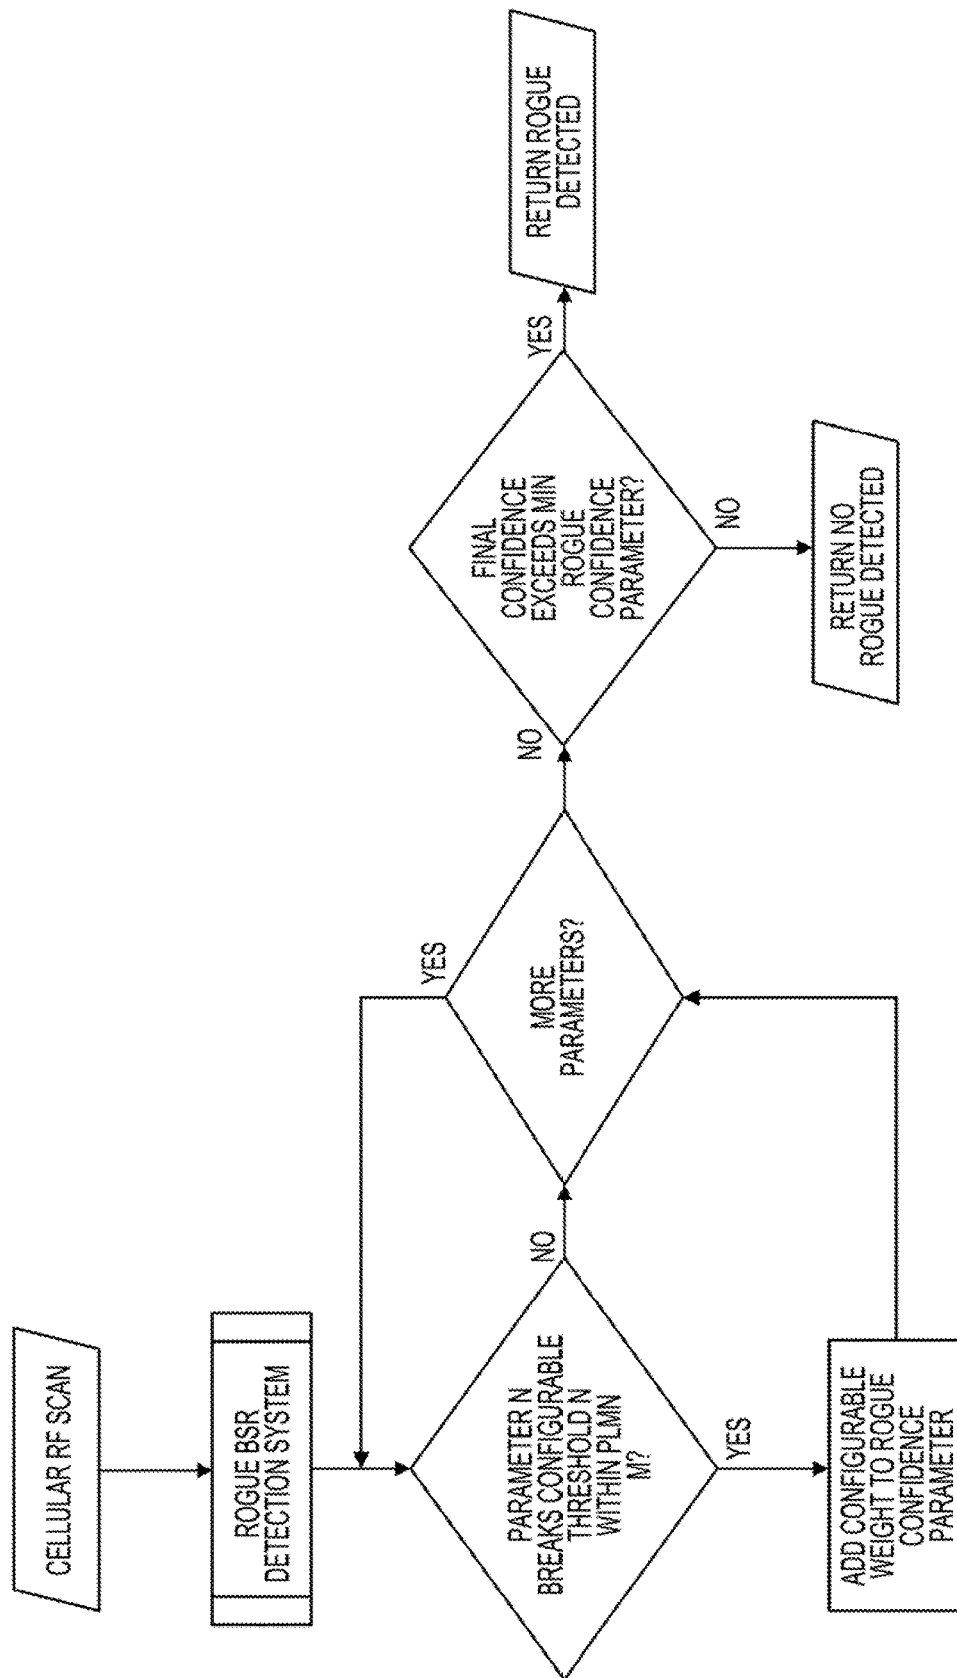 CELLULAR RF SCAN
ROGUE BSR
DETECTION SYSTEM
PARAMETER N
BREAKS CONFIGURABLE
THRESHOLD N
WITHIN PLMN
M?
YES
ADD CONFIGURABLE
WEIGHT TO ROGUE
CONFIDENCE
PARAMETER
NO
MORE
PARAMETERS?
YES
NO
FINAL
CONFIDENCE
EXCEEDS MIN
ROGUE
CONFIDENCE
PARAMETER?
NO
RETURN NO
ROGUE DETECTED
YES
RETURN ROGUE
DETECTED